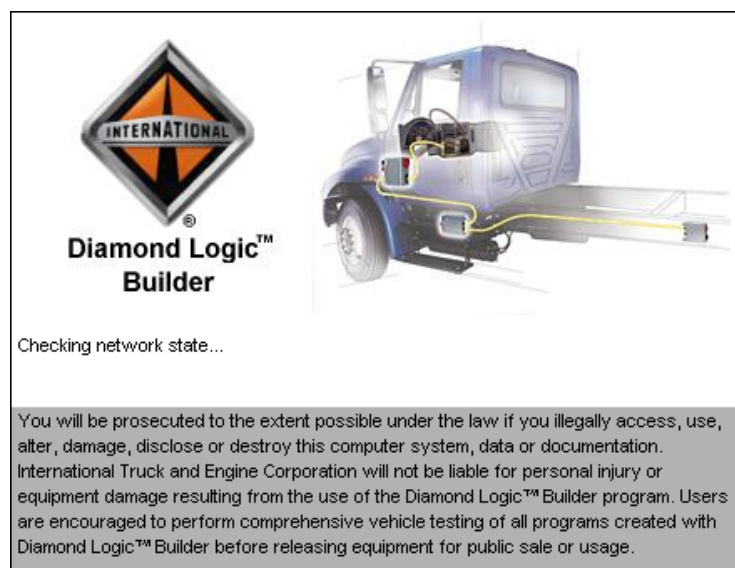 INTERNATIONAL
®
Diamond Logic™
Builder
Checking network state...
You will be prosecuted to the extent possible under the law if you illegally access, use,
alter, damage, disclose or destroy this computer system, data or documentation.
International Truck and Engine Corporation will not be liable for personal injury or
equipment damage resulting from the use of the Diamond Logic™ Builder program. Users
are encouraged to perform comprehensive vehicle testing of all programs created with
Diamond Logic™ Builder before releasing equipment for public sale or usage.